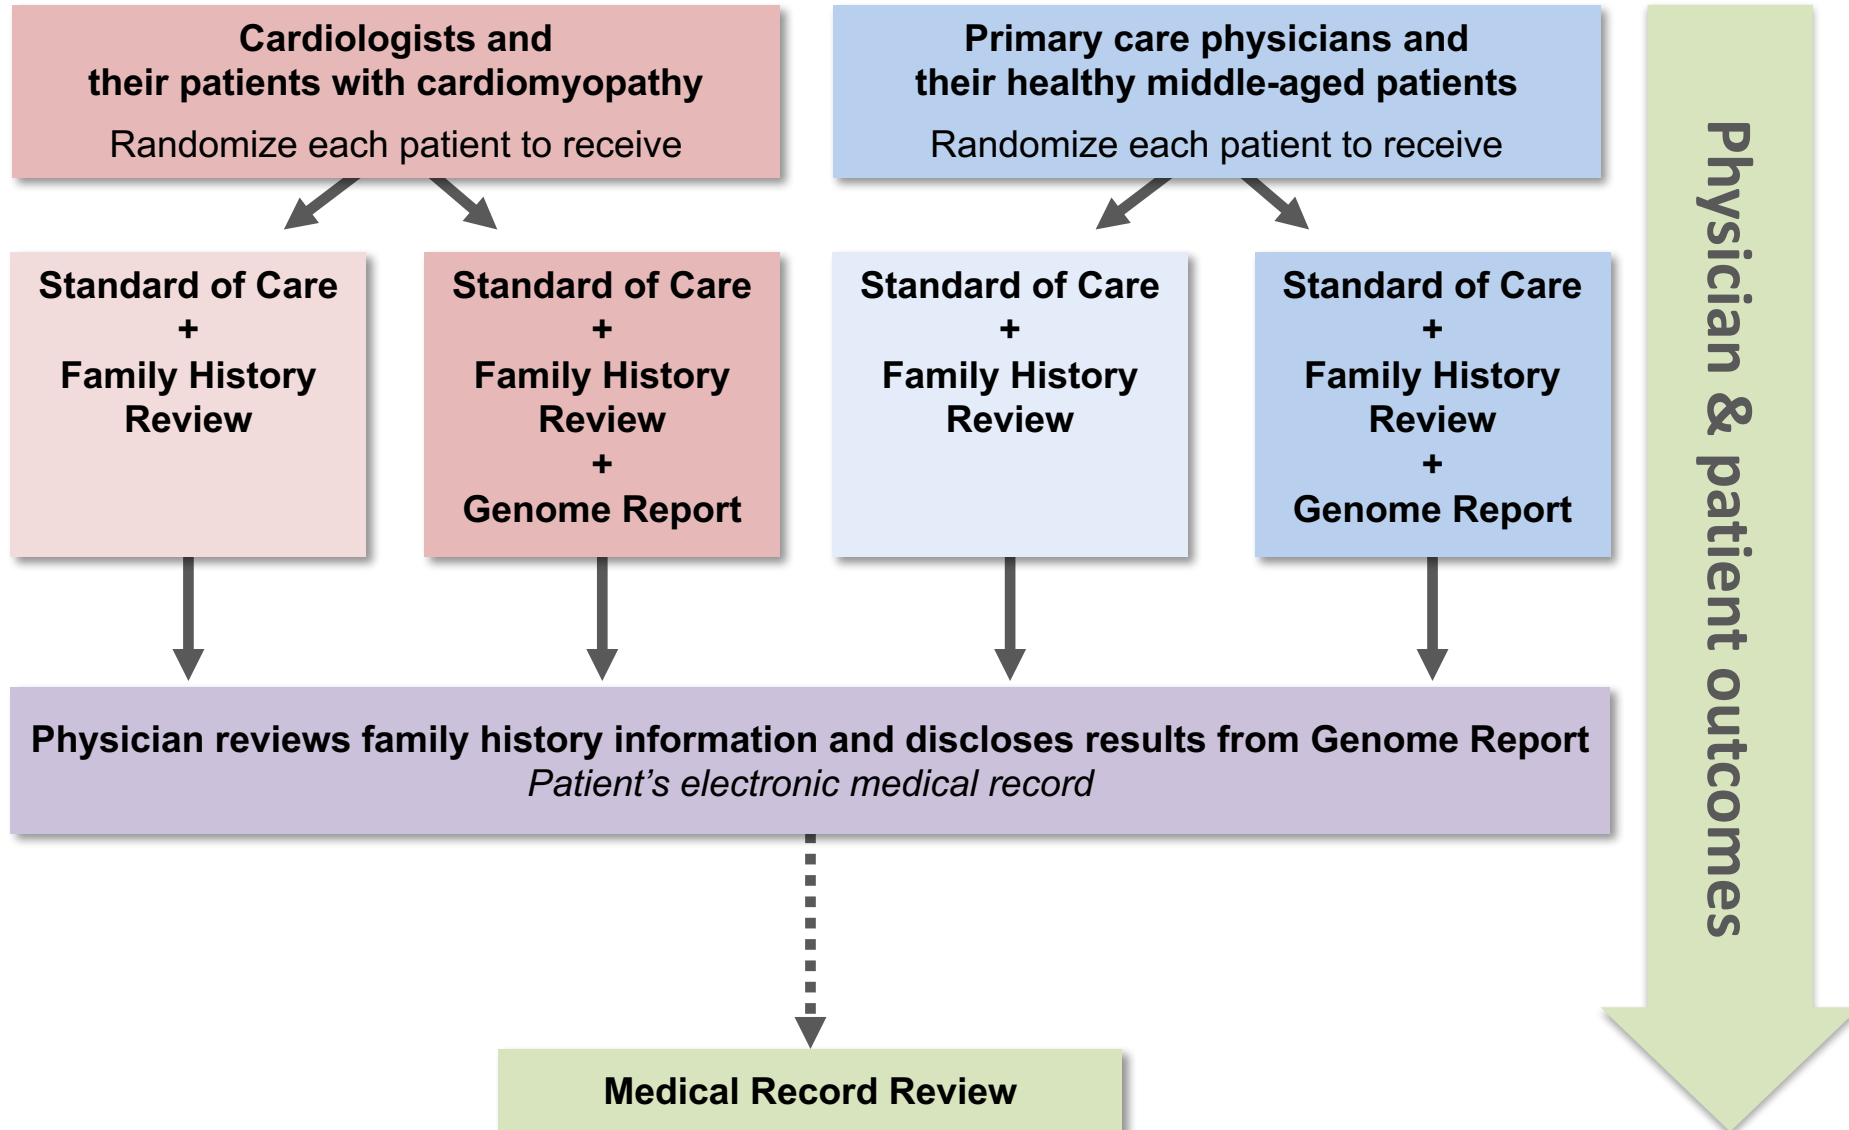 Cardiologists and
their patients with cardiomyopathy
Randomize each patient to receive
Primary care physicians and
their healthy middle-aged patients
Randomize each patient to receive
Standard of Care
+
Family History
Review
Standard of Care
+
Family History
Review
+
Genome Report
Standard of Care
+
Family History
Review
Standard of Care
+
Family History
Review
+
Genome Report
Physician reviews family history information and discloses results from Genome Report
Patient’s electronic medical record
Medical Record Review
Physician & patient outcomes